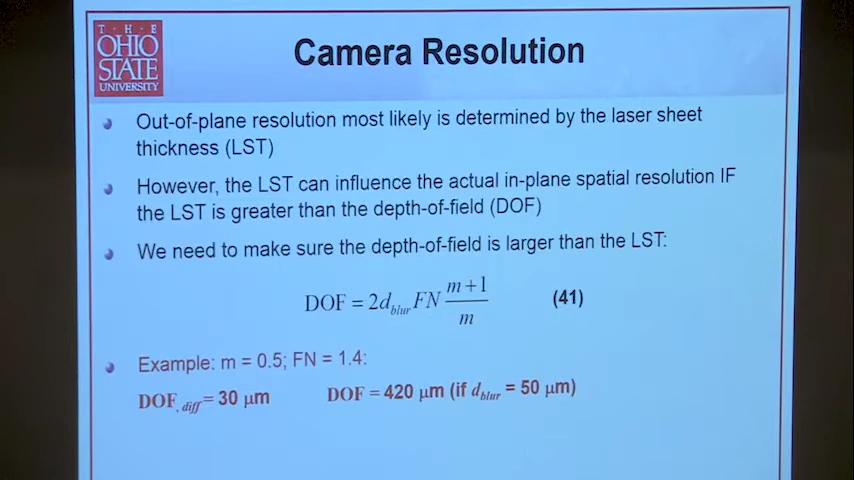 THE
OHIO
STATE
UNIVERSITY
Camera Resolution
Out-of-plane resolution most likely is determined by the laser sheet
thickness (LST)
However, the LST can influence the actual in-plane spatial resolution IF
the LST is greater than the depth-of-field (DOF)
We need to make sure the depth-of-field is larger than the LST:
DOF = 2d_blur FN (m+1)/m (41)
Example: m = 0.5; FN = 1.4:
DOF,diff = 30 μm DOF = 420 μm (if d_blur = 50 μm)